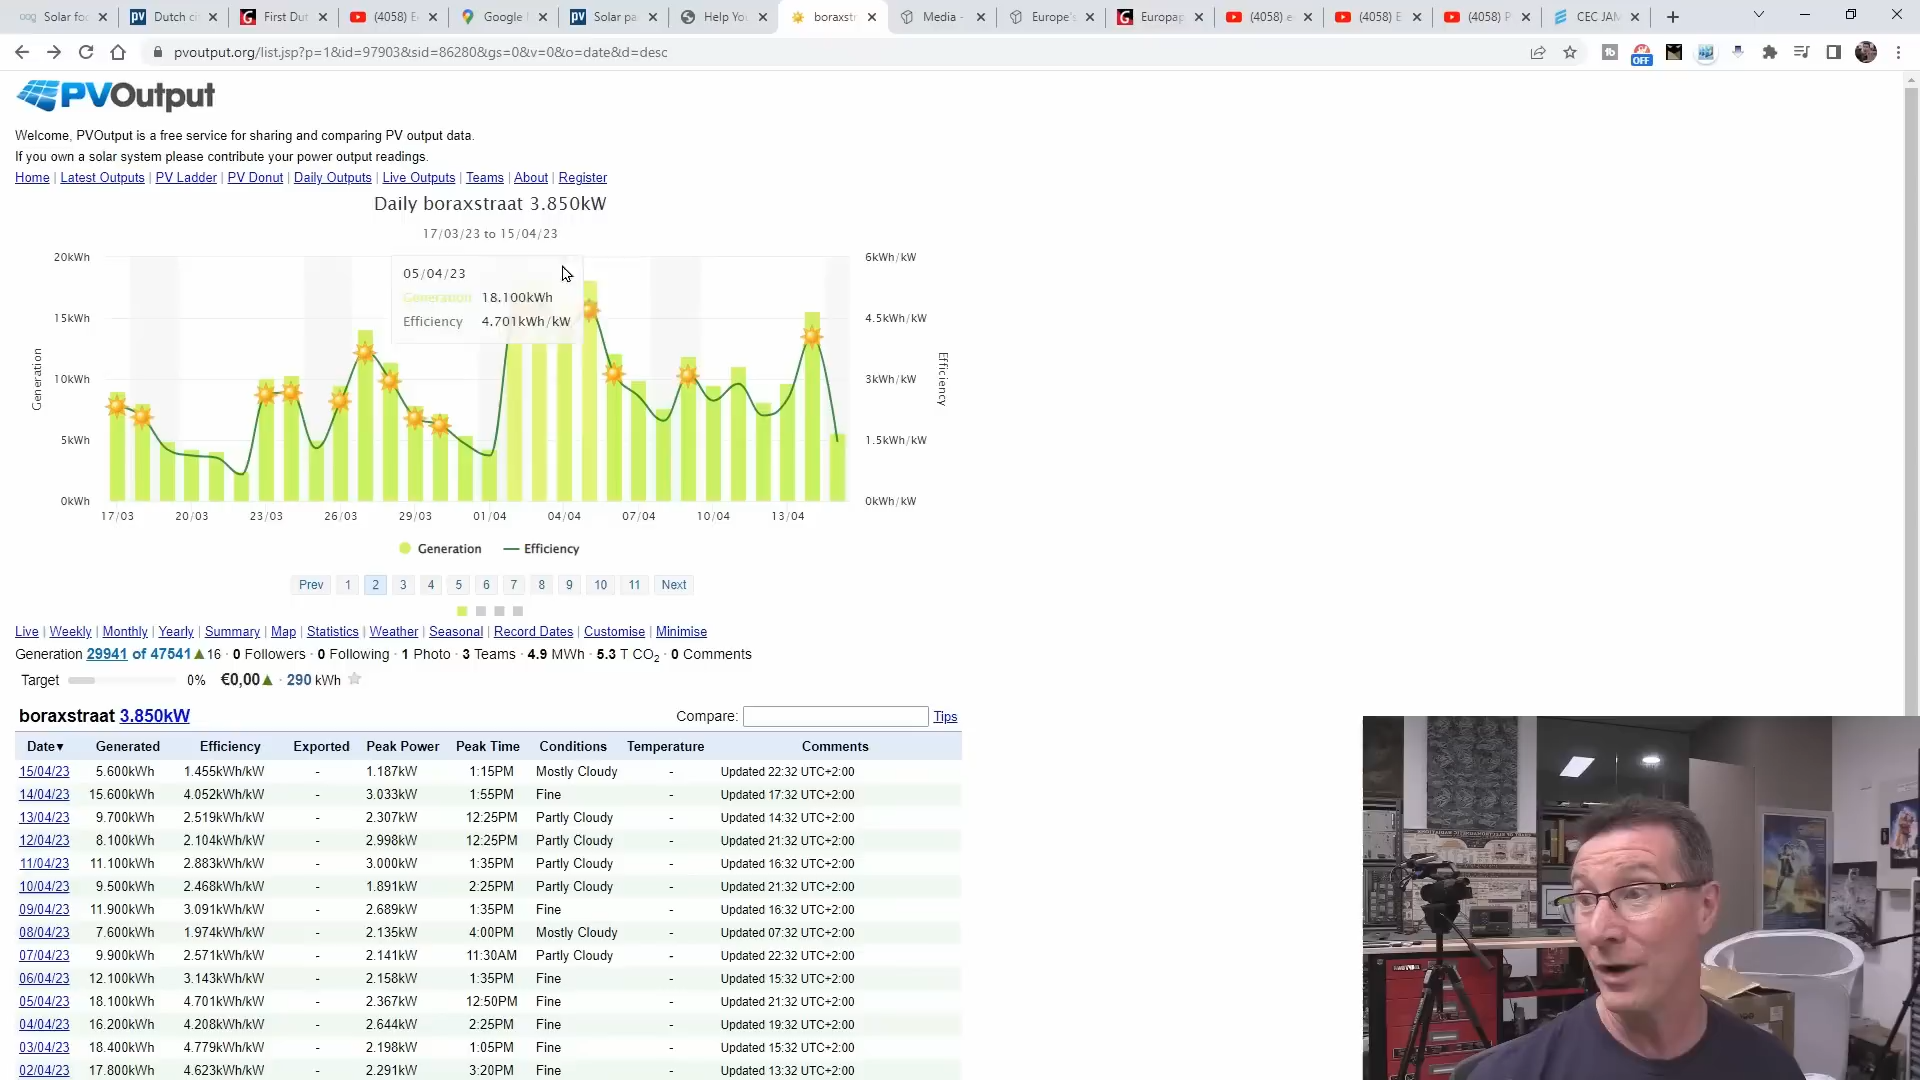 Solar fo
Dutch ci
First Dut
(4058) E
Google
Solar pa
Help Yo
boraxstr
Media -
Europe's
Europap
(4058) e
(4058) E
(4058) P
CEC JAM
pvoutput.org/list.jsp?p=1&id=97903&sid=86280&gs=0&v=0&o=date&d=desc
OFF
PVOutput
Welcome, PVOutput is a free service for sharing and comparing PV output data.
If you own a solar system please contribute your power output readings.
Home | Latest Outputs | PV Ladder | PV Donut | Daily Outputs | Live Outputs | Teams | About | Register
Daily boraxstraat 3.850kW
17/03/23 to 15/04/23
20kWh 6kWh/kW
05/04/23
Generation 18.100kWh
Efficiency 4.701kWh/kW
15kWh 4.5kWh/kW
Generation
Efficiency
10kWh 3kWh/kW
5kWh 1.5kWh/kW
0kWh 0kWh/kW
17/03 20/03 23/03 26/03 29/03 01/04 04/04 07/04 10/04 13/04
Generation Efficiency
Prev 1 2 3 4 5 6 7 8 9 10 11 Next
Live | Weekly | Monthly | Yearly | Summary | Map | Statistics | Weather | Seasonal | Record Dates | Customise | Minimise
Generation 29941 of 47541 ▲16 · 0 Followers · 0 Following · 1 Photo · 3 Teams · 4.9 MWh · 5.3 T CO2 · 0 Comments
Target 0% €0,00▲ · 290 kWh
boraxstraat 3.850kW Compare: Tips
Date▼ Generated Efficiency Exported Peak Power Peak Time Conditions Temperature Comments
15/04/23 5.600kWh 1.455kWh/kW - 1.187kW 1:15PM Mostly Cloudy - Updated 22:32 UTC+2:00
14/04/23 15.600kWh 4.052kWh/kW - 3.033kW 1:55PM Fine - Updated 17:32 UTC+2:00
13/04/23 9.700kWh 2.519kWh/kW - 2.307kW 12:25PM Partly Cloudy - Updated 14:32 UTC+2:00
12/04/23 8.100kWh 2.104kWh/kW - 2.998kW 12:25PM Partly Cloudy - Updated 21:32 UTC+2:00
11/04/23 11.100kWh 2.883kWh/kW - 3.000kW 1:35PM Partly Cloudy - Updated 16:32 UTC+2:00
10/04/23 9.500kWh 2.468kWh/kW - 1.891kW 2:25PM Partly Cloudy - Updated 21:32 UTC+2:00
09/04/23 11.900kWh 3.091kWh/kW - 2.689kW 1:35PM Fine - Updated 16:32 UTC+2:00
08/04/23 7.600kWh 1.974kWh/kW - 2.135kW 4:00PM Mostly Cloudy - Updated 07:32 UTC+2:00
07/04/23 9.900kWh 2.571kWh/kW - 2.141kW 11:30AM Partly Cloudy - Updated 22:32 UTC+2:00
06/04/23 12.100kWh 3.143kWh/kW - 2.158kW 1:35PM Fine - Updated 15:32 UTC+2:00
05/04/23 18.100kWh 4.701kWh/kW - 2.367kW 12:50PM Fine - Updated 21:32 UTC+2:00
04/04/23 16.200kWh 4.208kWh/kW - 2.644kW 2:25PM Fine - Updated 19:32 UTC+2:00
03/04/23 18.400kWh 4.779kWh/kW - 2.198kW 1:05PM Fine - Updated 15:32 UTC+2:00
02/04/23 17.800kWh 4.623kWh/kW - 2.291kW 3:20PM Fine - Updated 13:32 UTC+2:00